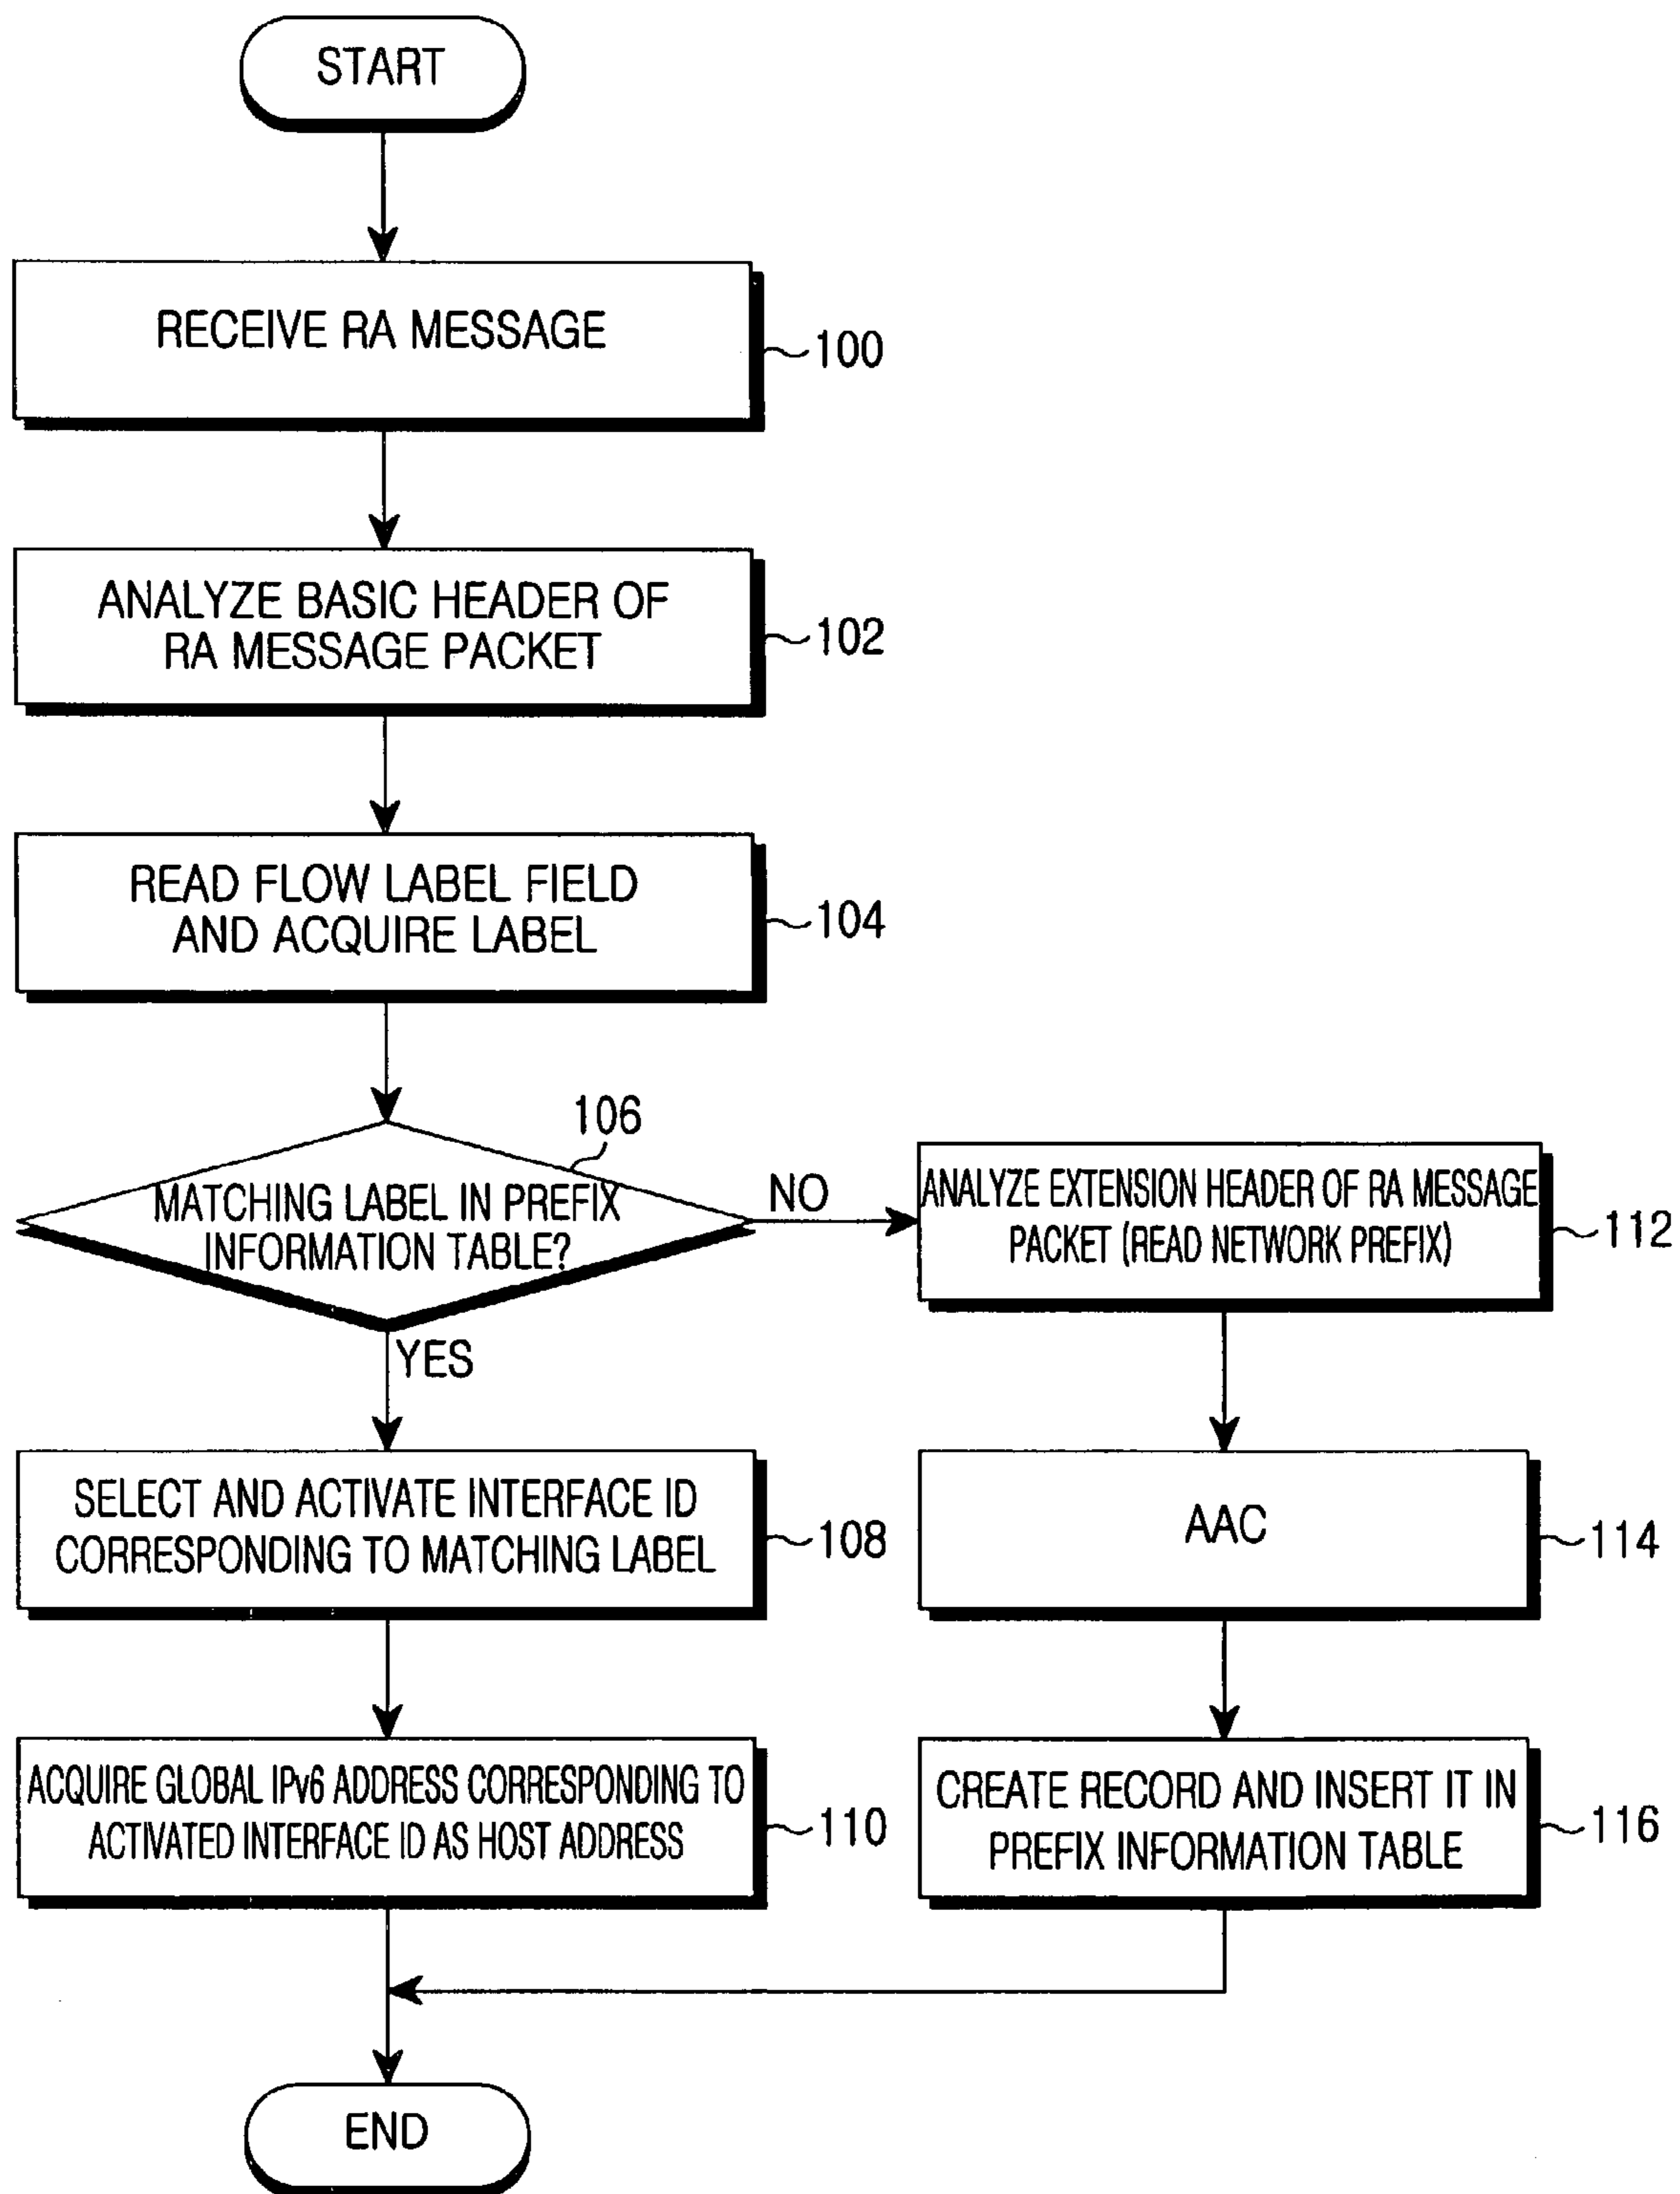 START
RECEIVE RA MESSAGE
100
ANALYZE BASIC HEADER OF
RA MESSAGE PACKET
102
READ FLOW LABEL FIELD
AND ACQUIRE LABEL
104
106
MATCHING LABEL IN PREFIX
INFORMATION TABLE?
NO
YES
ANALYZE EXTENSION HEADER OF RA MESSAGE
PACKET (READ NETWORK PREFIX)
112
SELECT AND ACTIVATE INTERFACE ID
CORRESPONDING TO MATCHING LABEL
108
AAC
114
ACQUIRE GLOBAL IPv6 ADDRESS CORRESPONDING TO
ACTIVATED INTERFACE ID AS HOST ADDRESS
110
CREATE RECORD AND INSERT IT IN
PREFIX INFORMATION TABLE
116
END